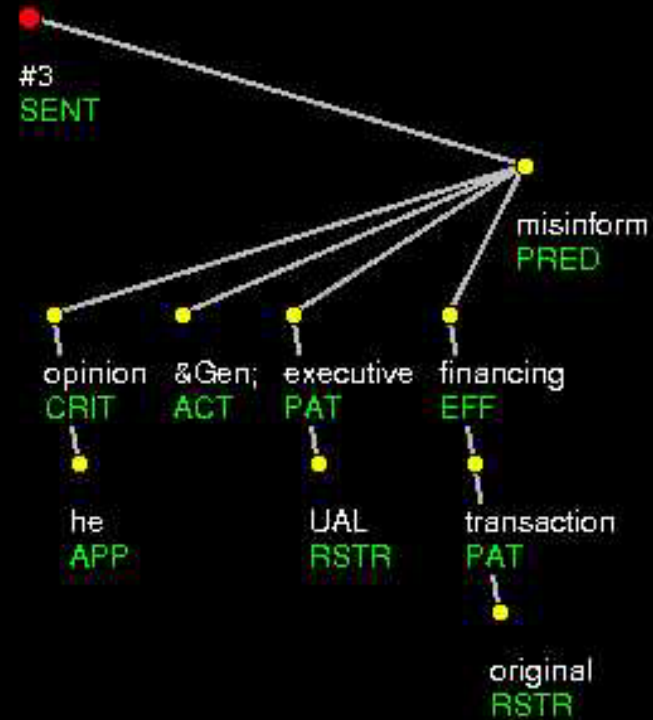 #3
SENT
misinform
PRED
opinion &Gen; executive financing
CRIT ACT PAT EFF
he UAL transaction
APP RSTR PAT
original
RSTR